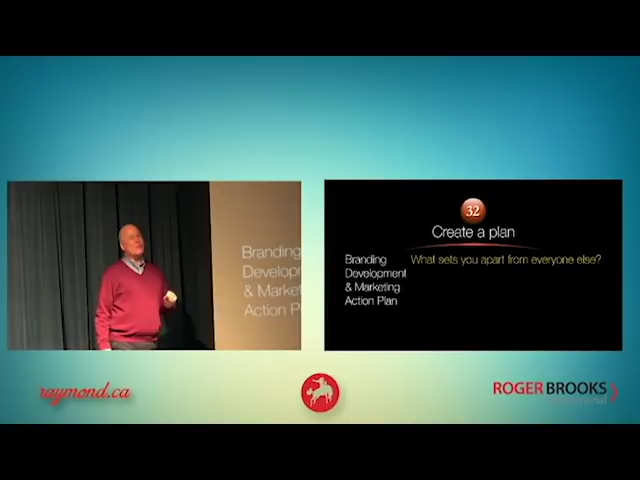 Branding
Develop
& Market
Action P
32
Create a plan
Branding
Development
& Marketing
Action Plan
What sets you apart from everyone else?
raymond.ca
ROGER BROOKS